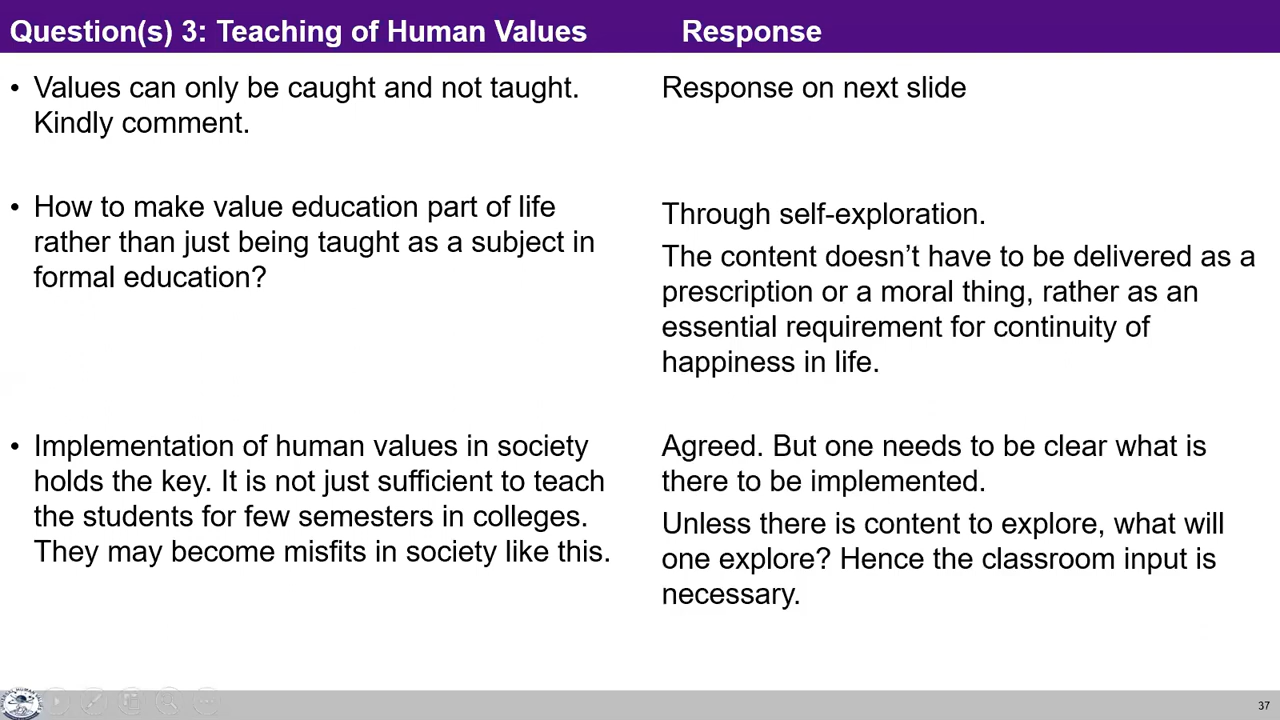 Question(s) 3: Teaching of Human Values
Response
• Values can only be caught and not taught.
Kindly comment.
Response on next slide
• How to make value education part of life
rather than just being taught as a subject in
formal education?
Through self-exploration.
The content doesn’t have to be delivered as a
prescription or a moral thing, rather as an
essential requirement for continuity of
happiness in life.
• Implementation of human values in society
holds the key. It is not just sufficient to teach
the students for few semesters in colleges.
They may become misfits in society like this.
Agreed. But one needs to be clear what is
there to be implemented.
Unless there is content to explore, what will
one explore? Hence the classroom input is
necessary.
37